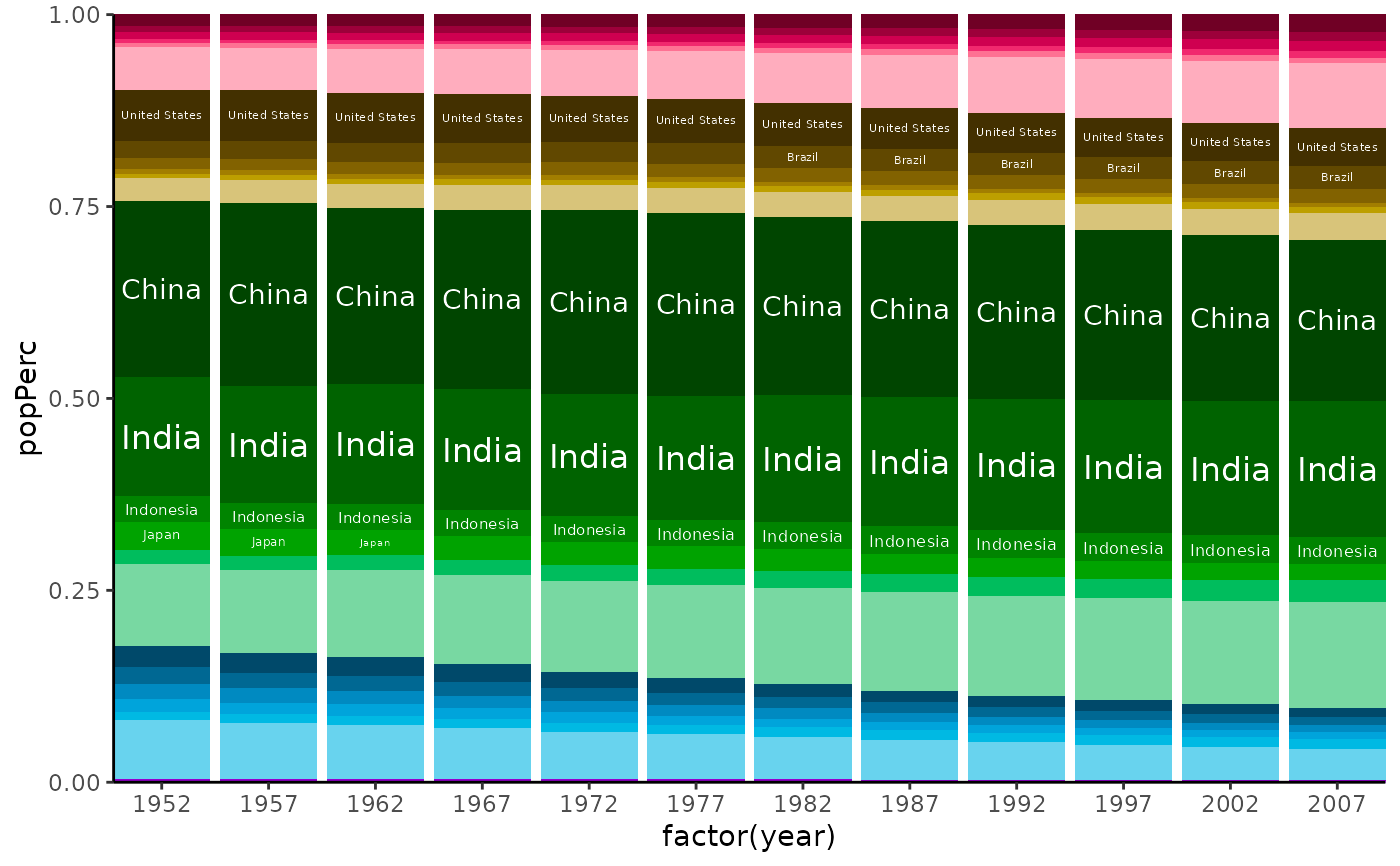 1.00
United States United States United States United States United States United States United States United States United States United States United States United States
Brazil Brazil Brazil Brazil Brazil Brazil
0.75
China China China China China China China China China China China China
0.50
India India India India India India India India India India India India
Indonesia Indonesia Indonesia Indonesia Indonesia Indonesia Indonesia Indonesia Indonesia Indonesia Indonesia Indonesia
Japan Japan Japan
0.25
0.00
popPerc
1952 1957 1962 1967 1972 1977 1982 1987 1992 1997 2002 2007
factor(year)